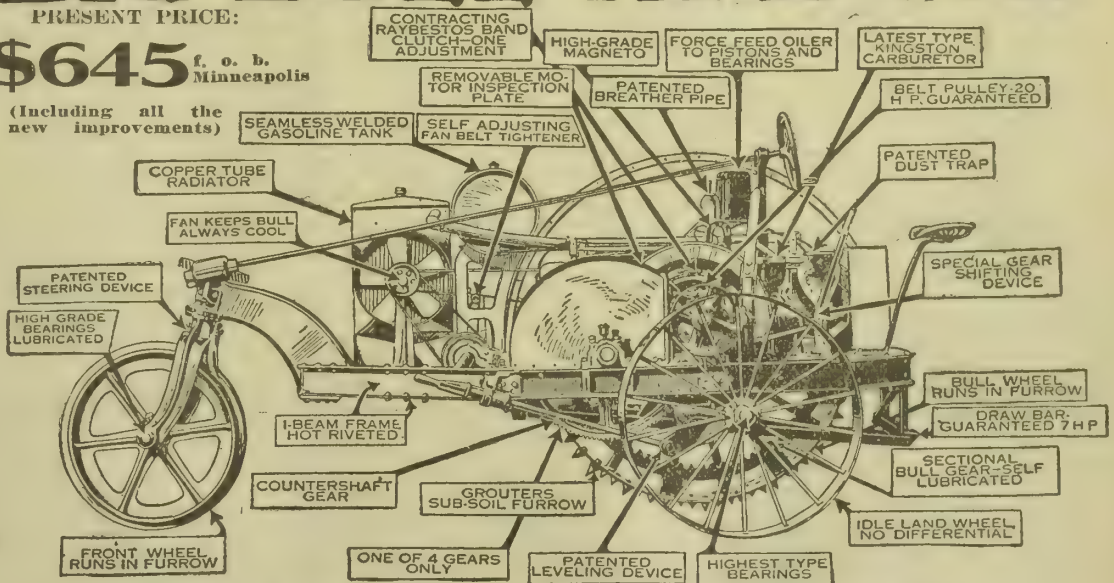 PRESENT PRICE:
$645 f. o. b.
Minneapolis
(Including all the
new improvements)
CONTRACTING
RAYBESTOS BAND
CLUTCH-ONE
ADJUSTMENT
HIGH-GRADE
MAGNETO
FORCE FEED OILER
TO PISTONS AND
BEARINGS
LATEST TYPE
KINGSTON
CARBURETOR
REMOVABLE MO-
TOR INSPECTION
PLATE
PATENTED
BREATHER PIPE
BELT PULLEY-20
H P. GUARANTEED
SEAMLESS WELDED
GASOLINE TANK
SELF ADJUSTING
FAN BELT TIGHTENER
PATENTED
DUST TRAP
COPPER TUBE
RADIATOR
FAN KEEPS BULL
ALWAYS COOL
PATENTED
STEERING DEVICE
SPECIAL GEAR
SHIFTING
DEVICE
HIGH GRADE
BEARINGS
LUBRICATED
BULL WHEEL
RUNS IN FURROW
I-BEAM FRAME
HOT RIVETED.
DRAW BAR-
GUARANTEED 7 H P
SECTIONAL
BULL GEAR-SELF
LUBRICATED
COUNTERSHAFT
GEAR
GROUTERS
SUB-SOIL FURROW
IDLE LAND WHEEL
NO DIFFERENTIAL
FRONT WHEEL
RUNS IN FURROW
ONE OF 4 GEARS
ONLY
PATENTED
LEVELING DEVICE
HIGHEST TYPE
BEARINGS